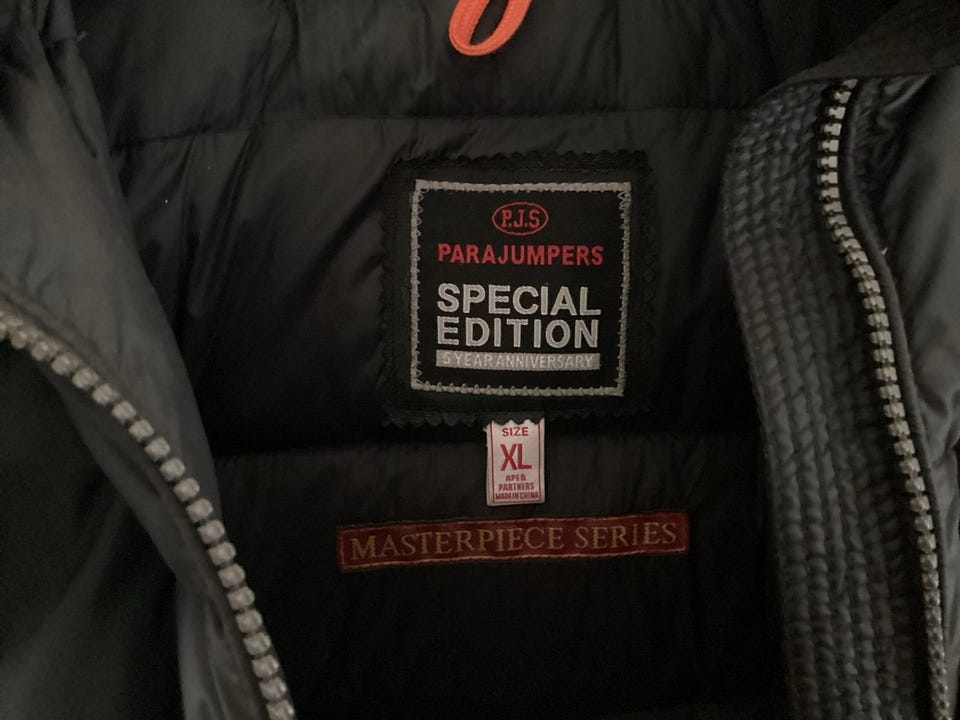 P.J.S
PARAJUMPERS
SPECIAL
EDITION
5 YEAR ANNIVERSARY
SIZE
XL
APE &
PARTNERS
MADE IN CHINA
MASTERPIECE SERIES